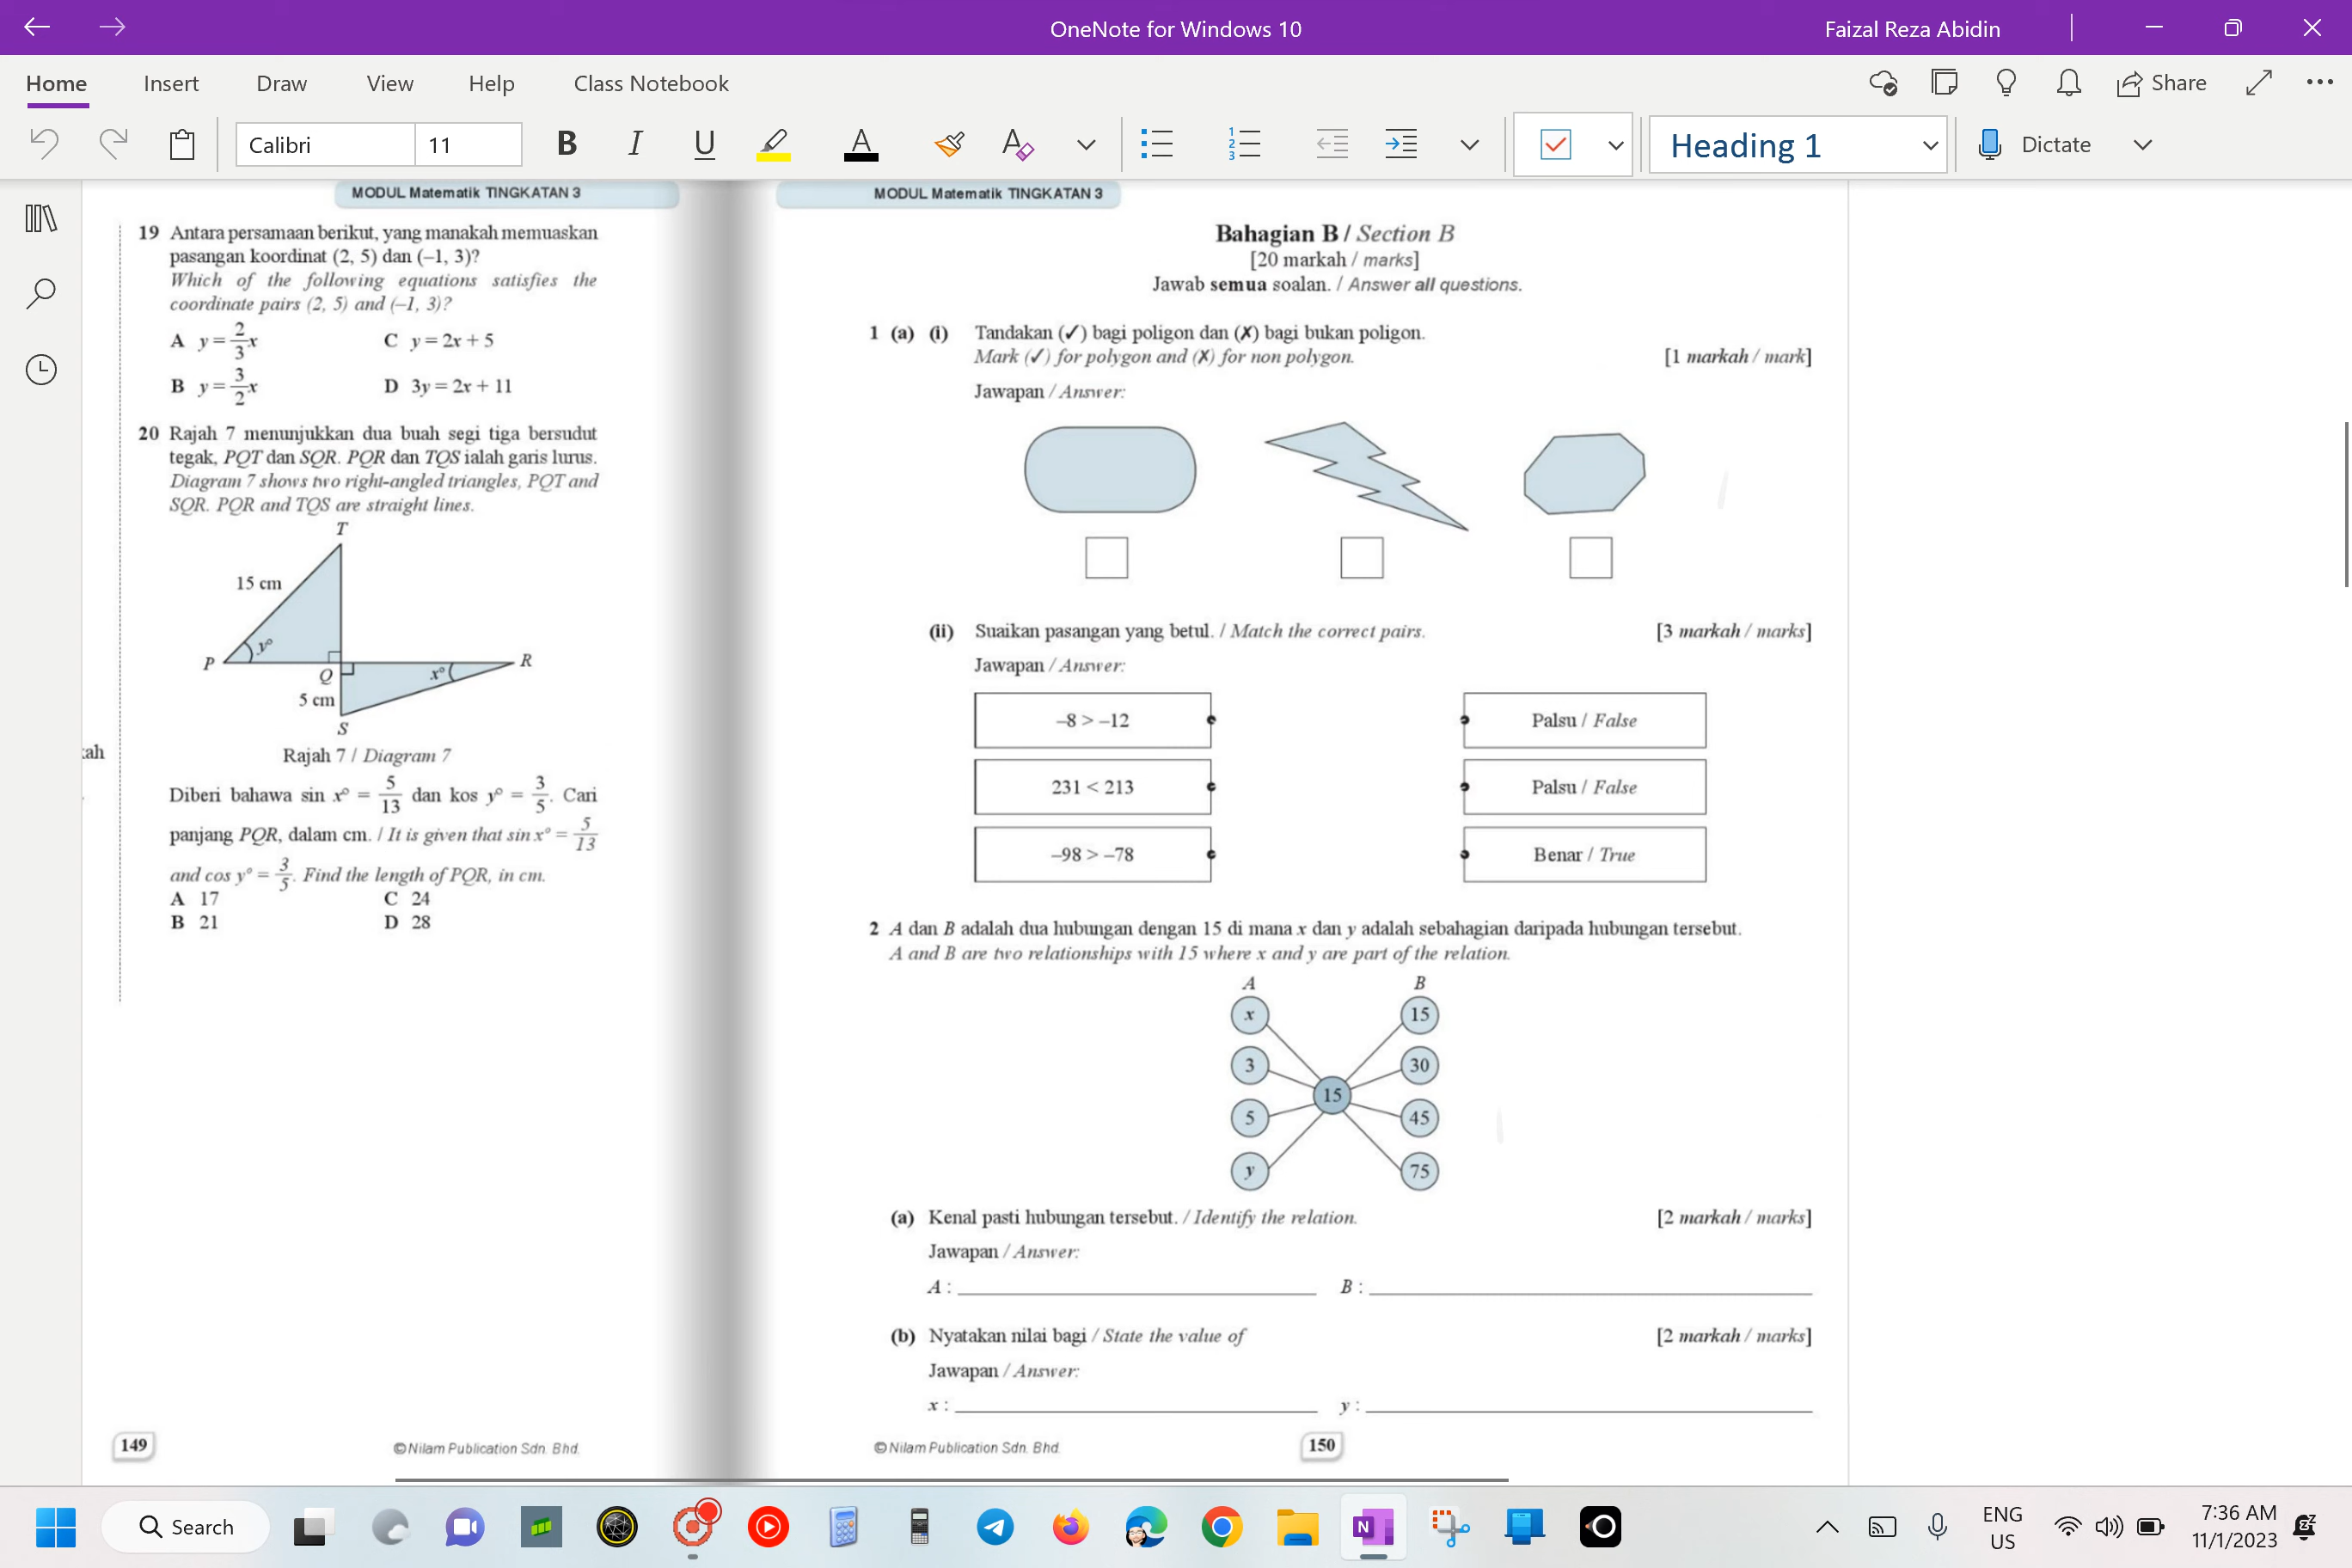 OneNote for Windows 10
Faizal Reza Abidin
Home Insert Draw View Help Class Notebook
Share
Calibri 11
B I U A A
Heading 1
Dictate
MODUL Matematik TINGKATAN 3
19 Antara persamaan berikut, yang manakah memuaskan
pasangan koordinat (2, 5) dan (–1, 3)?
Which of the following equations satisfies the
coordinate pairs (2, 5) and (–1, 3)?
A y = 2/3 x C y = 2x + 5
B y = 3/2 x D 3y = 2x + 11
20 Rajah 7 menunjukkan dua buah segi tiga bersudut
tegak, PQT dan SQR. PQR dan TQS ialah garis lurus.
Diagram 7 shows two right-angled triangles, PQT and
SQR. PQR and TQS are straight lines.
T
15 cm
y°
P
Q
x°
R
5 cm
S
Rajah 7 / Diagram 7
Diberi bahawa sin x° = 5/13 dan kos y° = 3/5. Cari
panjang PQR, dalam cm. / It is given that sin x° = 5/13
and cos y° = 3/5. Find the length of PQR, in cm.
A 17 C 24
B 21 D 28
149
© Nilam Publication Sdn. Bhd.
MODUL Matematik TINGKATAN 3
Bahagian B / Section B
[20 markah / marks]
Jawab semua soalan. / Answer all questions.
1 (a) (i) Tandakan (✓) bagi poligon dan (✗) bagi bukan poligon.
Mark (✓) for polygon and (✗) for non polygon.
[1 markah / mark]
Jawapan / Answer:
(ii) Suaikan pasangan yang betul. / Match the correct pairs. [3 markah / marks]
Jawapan / Answer:
–8 > –12 Palsu / False
231 < 213 Palsu / False
–98 > –78 Benar / True
2 A dan B adalah dua hubungan dengan 15 di mana x dan y adalah sebahagian daripada hubungan tersebut.
A and B are two relationships with 15 where x and y are part of the relation.
A B
x 15
3 30
15
5 45
y 75
(a) Kenal pasti hubungan tersebut. / Identify the relation. [2 markah / marks]
Jawapan / Answer:
A : B :
(b) Nyatakan nilai bagi / State the value of [2 markah / marks]
Jawapan / Answer:
x : y :
© Nilam Publication Sdn. Bhd.
150
Search
ENG
US
7:36 AM
11/1/2023